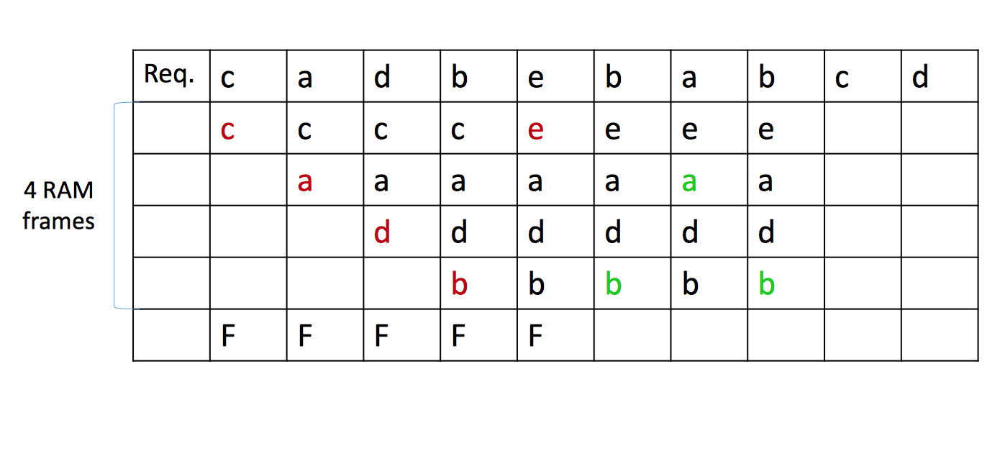 Req. c a d b e b a b c d
c c c c e e e e
4 RAM
frames
a a a a a a a
d d d d d d
b b b b b
F F F F F